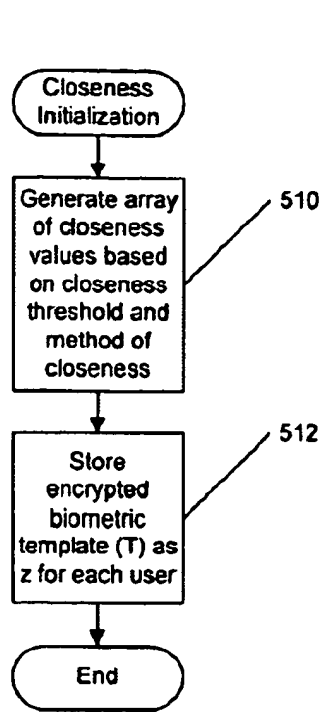 Closeness
Initialization
Generate array
of closeness
values based
on closeness
threshold and
method of
closeness
510
Store
encrypted
biometric
template (T) as
z for each user
512
End